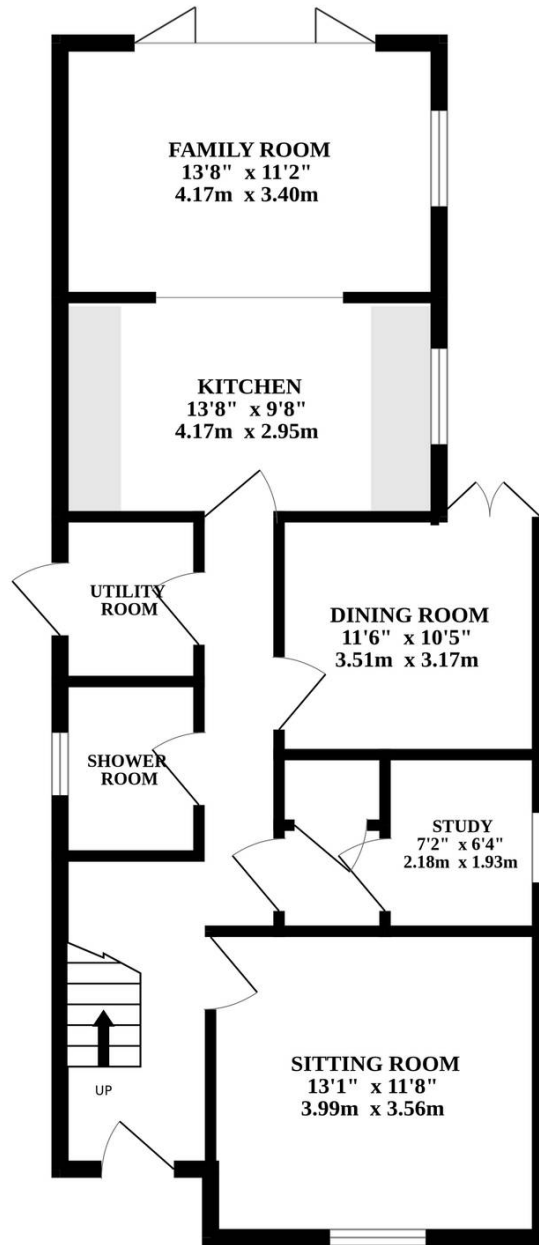 FAMILY ROOM
13'8" x 11'2"
4.17m x 3.40m
KITCHEN
13'8" x 9'8"
4.17m x 2.95m
UTILITY
ROOM
DINING ROOM
11'6" x 10'5"
3.51m x 3.17m
SHOWER
ROOM
STUDY
7'2" x 6'4"
2.18m x 1.93m
SITTING ROOM
13'1" x 11'8"
3.99m x 3.56m
UP